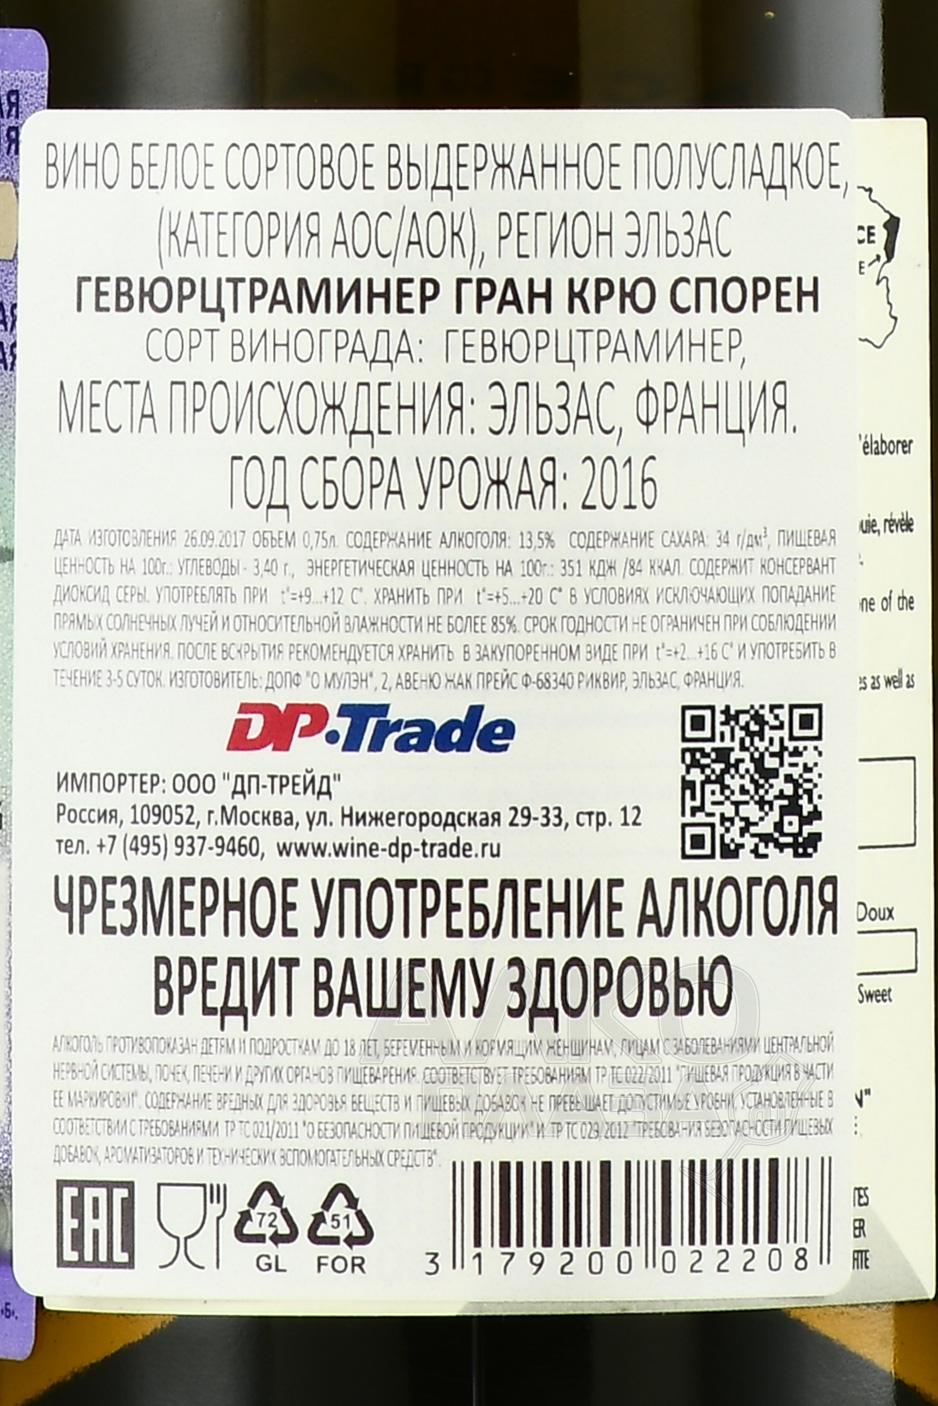 ВИНО БЕЛОЕ СОРТОВОЕ ВЫДЕРЖАННОЕ ПОЛУСЛАДКОЕ,
(КАТЕГОРИЯ AOC/АОК), РЕГИОН ЭЛЬЗАС
ГЕВЮРЦТРАМИНЕР ГРАН КРЮ СПОРЕН
СОРТ ВИНОГРАДА: ГЕВЮРЦТРАМИНЕР,
МЕСТА ПРОИСХОЖДЕНИЯ: ЭЛЬЗАС, ФРАНЦИЯ.
ГОД СБОРА УРОЖАЯ: 2016
ДАТА ИЗГОТОВЛЕНИЯ 26.09.2017 ОБЪЕМ 0,75л. СОДЕРЖАНИЕ АЛКОГОЛЯ: 13,5% СОДЕРЖАНИЕ САХАРА: 34 г/дм³, ПИЩЕВАЯ
ЦЕННОСТЬ НА 100г.: УГЛЕВОДЫ - 3,40 г., ЭНЕРГЕТИЧЕСКАЯ ЦЕННОСТЬ НА 100г.: 351 КДЖ /84 ККАЛ. СОДЕРЖИТ КОНСЕРВАНТ
ДИОКСИД СЕРЫ. УПОТРЕБЛЯТЬ ПРИ t°=+9...+12 С°. ХРАНИТЬ ПРИ t°=+5...+20 С° В УСЛОВИЯХ ИСКЛЮЧАЮЩИХ ПОПАДАНИЕ
ПРЯМЫХ СОЛНЕЧНЫХ ЛУЧЕЙ И ОТНОСИТЕЛЬНОЙ ВЛАЖНОСТИ НЕ БОЛЕЕ 85%. СРОК ГОДНОСТИ НЕ ОГРАНИЧЕН ПРИ СОБЛЮДЕНИИ
УСЛОВИЙ ХРАНЕНИЯ. ПОСЛЕ ВСКРЫТИЯ РЕКОМЕНДУЕТСЯ ХРАНИТЬ В ЗАКУПОРЕННОМ ВИДЕ ПРИ t°=+2...+16 С° И УПОТРЕБИТЬ В
ТЕЧЕНИЕ 3-5 СУТОК. ИЗГОТОВИТЕЛЬ: ДОПФ "О МУЛЭН", 2, АВЕНЮ ЖАК ПРЕЙС Ф-68340 РИКВИР, ЭЛЬЗАС, ФРАНЦИЯ.
DP·Trade
ИМПОРТЕР: ООО "ДП-ТРЕЙД"
Россия, 109052, г.Москва, ул. Нижегородская 29-33, стр. 12
тел. +7 (495) 937-9460, www.wine-dp-trade.ru
ЧРЕЗМЕРНОЕ УПОТРЕБЛЕНИЕ АЛКОГОЛЯ
ВРЕДИТ ВАШЕМУ ЗДОРОВЬЮ
АЛКОГОЛЬ ПРОТИВОПОКАЗАН ДЕТЯМ И ПОДРОСТКАМ ДО 18 ЛЕТ, БЕРЕМЕННЫМ И КОРМЯЩИМ ЖЕНЩИНАМ, ЛИЦАМ С ЗАБОЛЕВАНИЯМИ ЦЕНТРАЛЬНОЙ
НЕРВНОЙ СИСТЕМЫ, ПОЧЕК, ПЕЧЕНИ И ДРУГИХ ОРГАНОВ ПИЩЕВАРЕНИЯ. СООТВЕТСТВУЕТ ТРЕБОВАНИЯМ ТР ТС 022/2011 "ПИЩЕВАЯ ПРОДУКЦИЯ В ЧАСТИ
ЕЕ МАРКИРОВКИ". СОДЕРЖАНИЕ ВРЕДНЫХ ДЛЯ ЗДОРОВЬЯ ВЕЩЕСТВ И ПИЩЕВЫХ ДОБАВОК НЕ ПРЕВЫШАЕТ ДОПУСТИМЫЕ УРОВНИ, УСТАНОВЛЕННЫЕ В
СООТВЕТСТВИИ С ТРЕБОВАНИЯМИ ТР ТС 021/2011 "О БЕЗОПАСНОСТИ ПИЩЕВОЙ ПРОДУКЦИИ" И ТР ТС 029/2012 "ТРЕБОВАНИЯ БЕЗОПАСНОСТИ ПИЩЕВЫХ
ДОБАВОК, АРОМАТИЗАТОРОВ И ТЕХНИЧЕСКИХ ВСПОМОГАТЕЛЬНЫХ СРЕДСТВ".
EAC
72 51
GL FOR
3 179200 022208
CE
E
'élaborer
uie, révèle
ne of the
es as well as
Doux
Sweet
N"
TES
ER
ATE